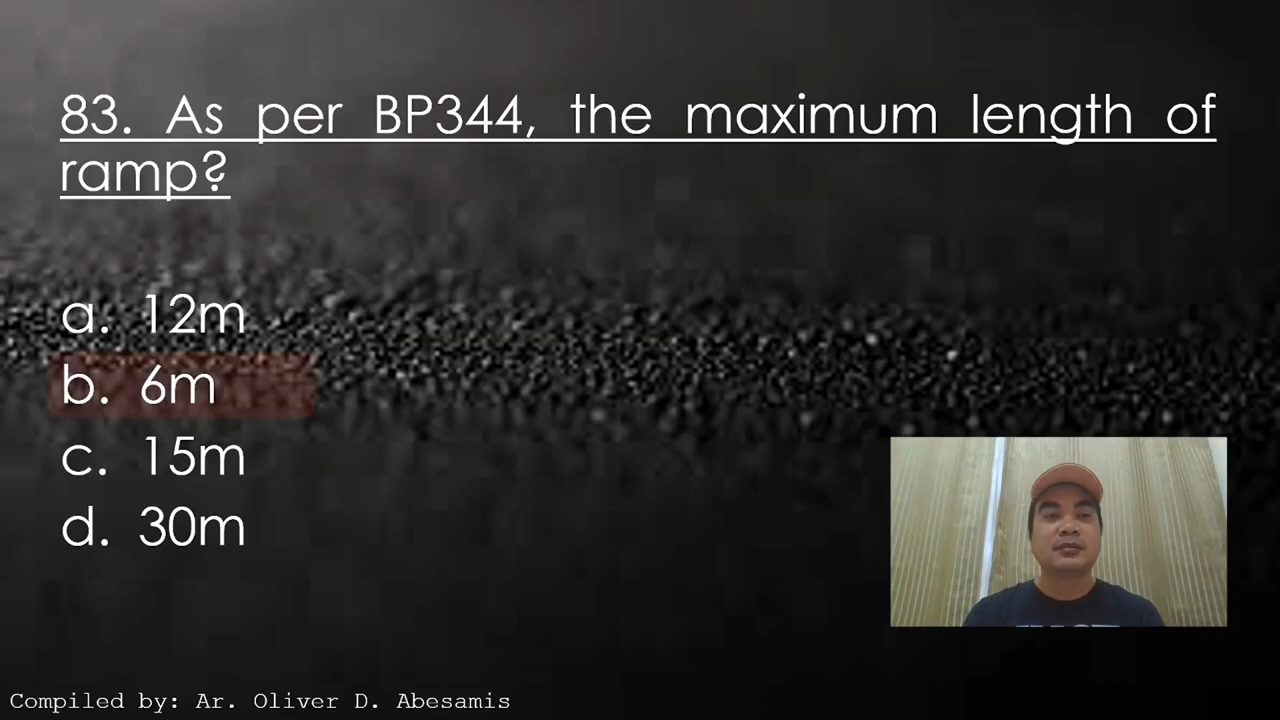 83. As per BP344, the maximum length of
ramp?
a. 12m
b. 6m
c. 15m
d. 30m
Compiled by: Ar. Oliver D. Abesamis